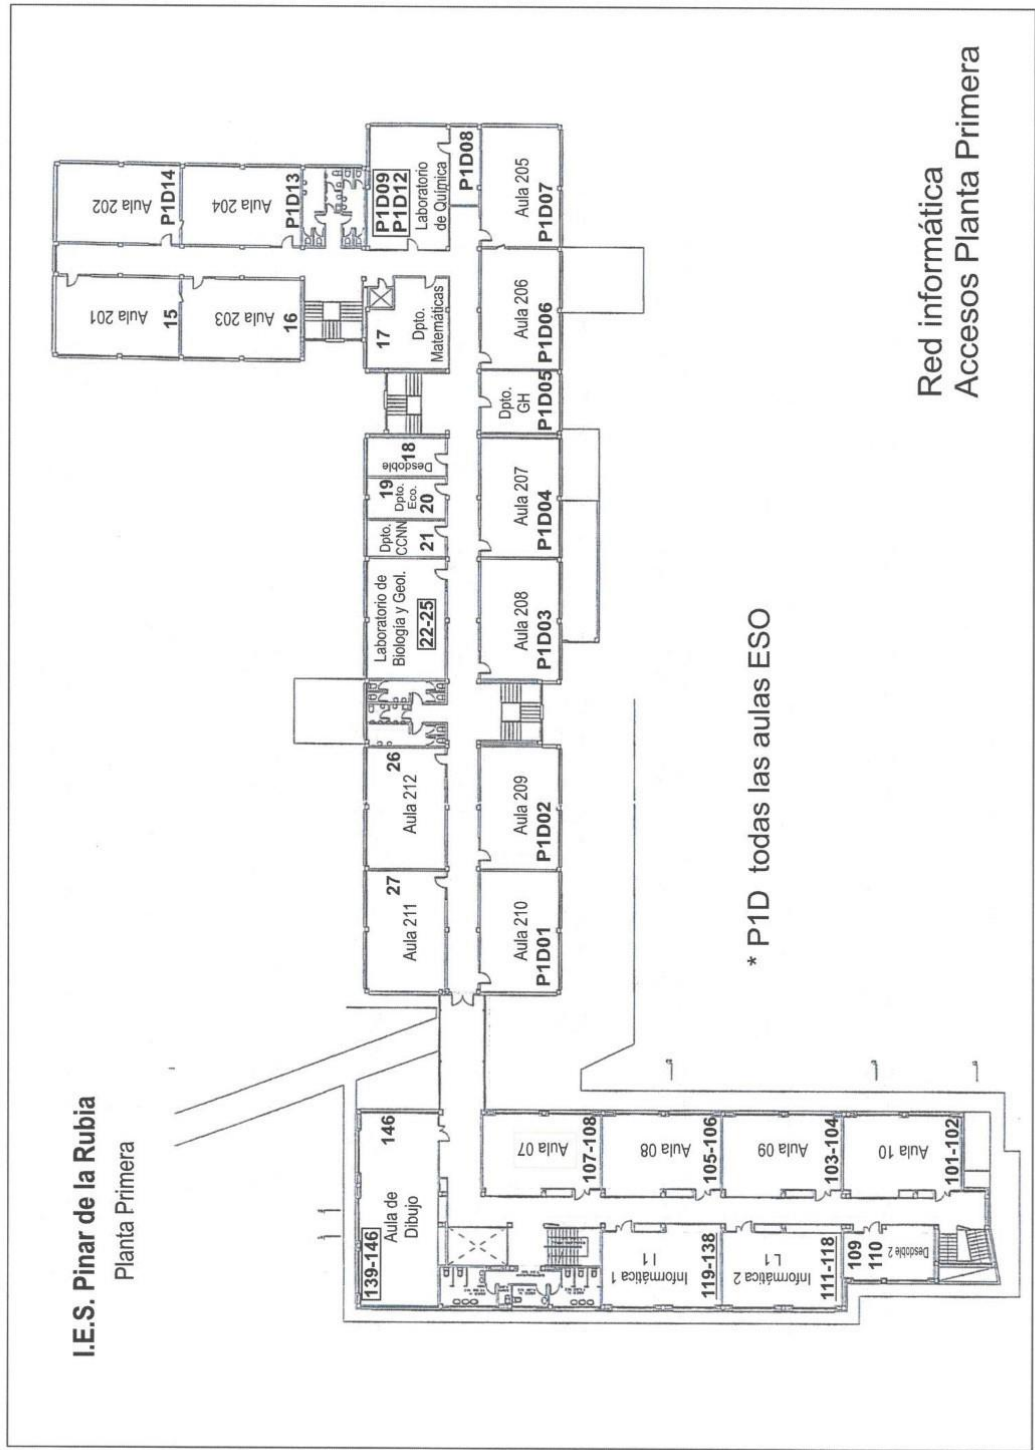 I.E.S. Pinar de la Rubia
Planta Primera
139-146
Aula de
Dibujo
146
Aula 07
107-108
Aula 08
105-106
Aula 09
103-104
Aula 10
101-102
Informática 1
I1
119-138
Informática 2
L1
111-118
109
110
Desdoble 2
Aula 211
27
Aula 212
26
Aula 210
P1D01
Aula 209
P1D02
Laboratorio de
Biología y Geol.
22-25
Dpto.
CCNN
21
19
Dpto.
Eco.
20
Desdoble
18
Aula 208
P1D03
Aula 207
P1D04
Dpto.
GH
P1D05
Aula 206
P1D06
Aula 205
P1D07
P1D08
17
Dpto.
Matemáticas
P1D09
P1D12
Laboratorio
de Química
Aula 201
15
Aula 203
16
Aula 202
P1D14
Aula 204
P1D13
* P1D todas las aulas ESO
Red informática
Accesos Planta Primera